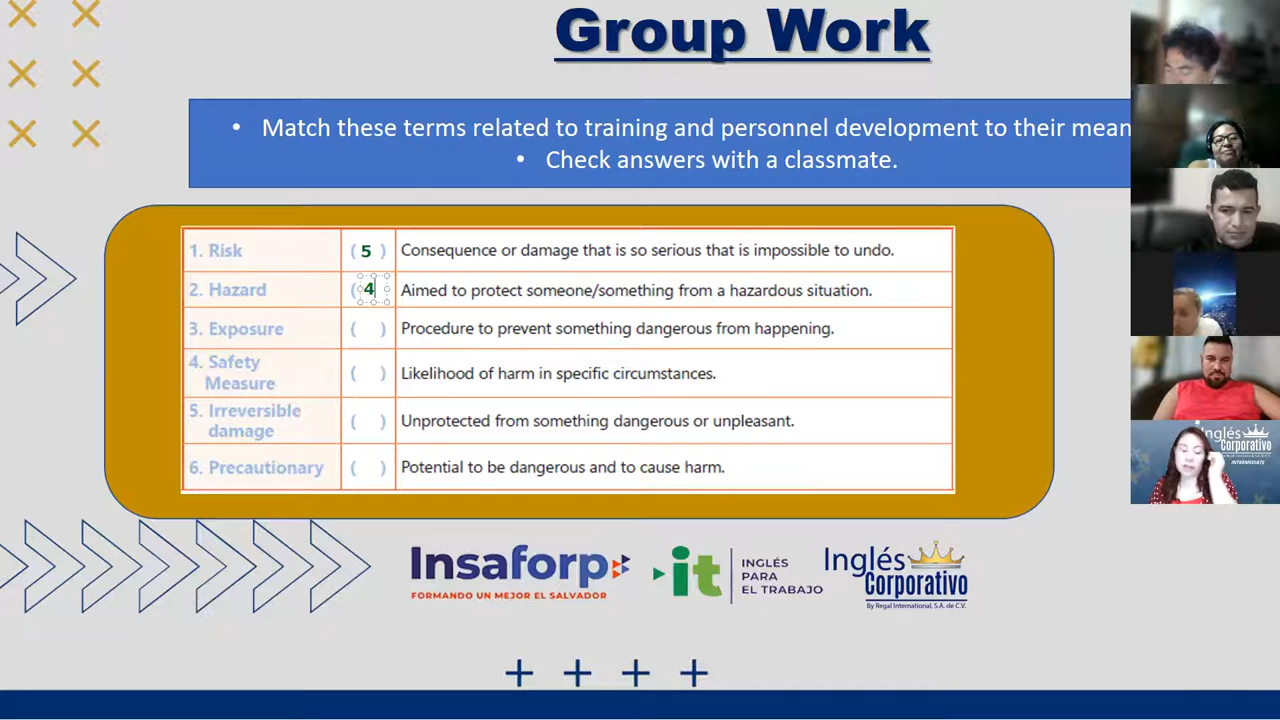 Group Work
• Match these terms related to training and personnel development to their mean
• Check answers with a classmate.
1. Risk ( 5 ) Consequence or damage that is so serious that is impossible to undo.
2. Hazard ( 4 Aimed to protect someone/something from a hazardous situation.
3. Exposure ( ) Procedure to prevent something dangerous from happening.
4. Safety
Measure ( ) Likelihood of harm in specific circumstances.
5. Irreversible
damage ( ) Unprotected from something dangerous or unpleasant.
6. Precautionary ( ) Potential to be dangerous and to cause harm.
Inglés
Corporativo
INTERMEDIATE
Insaforp
FORMANDO UN MEJOR EL SALVADOR
it
INGLÉS
PARA
EL TRABAJO
Inglés
Corporativo
By Regal International, S.A. de C.V.